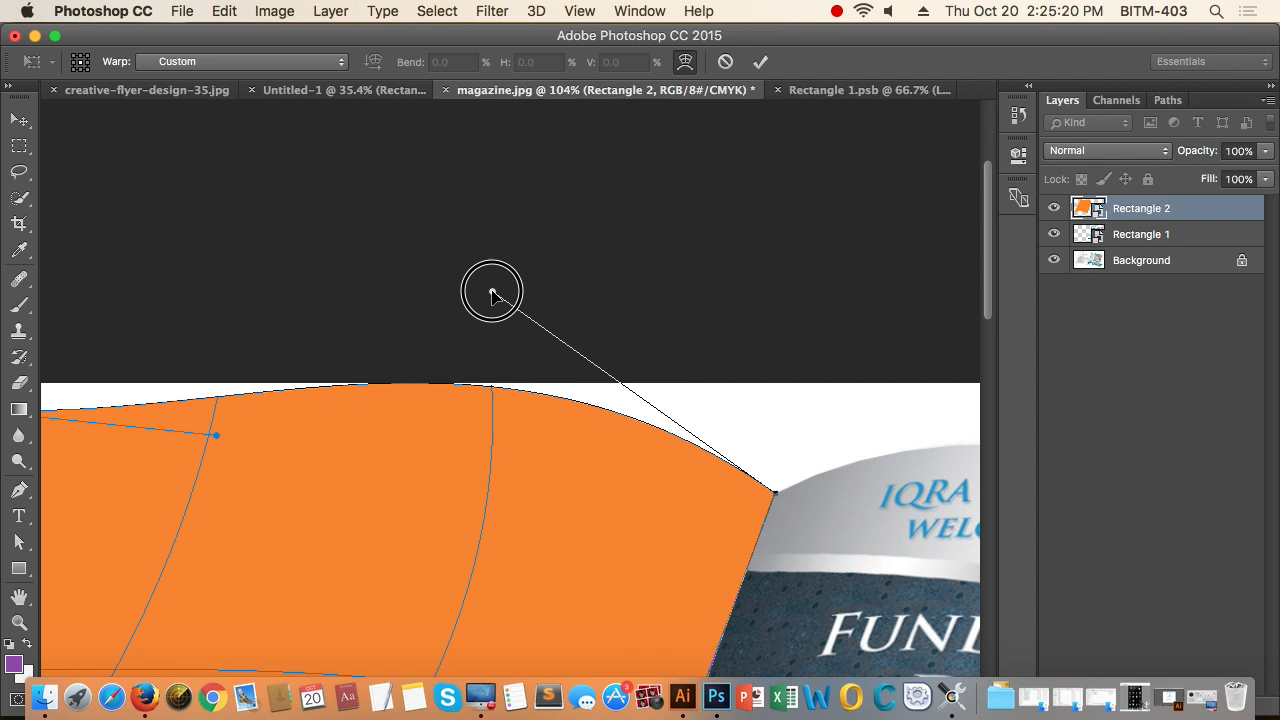 Photoshop CC File Edit Image Layer Type Select Filter 3D View Window Help Thu Oct 20 2:25:20 PM BITM-403
Adobe Photoshop CC 2015
Warp: Custom Bend: 0.0 % H: 0.0 % V: 0.0 % Essentials
creative-flyer-design-35.jpg Untitled-1 @ 35.4% (Rectan... magazine.jpg @ 104% (Rectangle 2, RGB/8#/CMYK) * Rectangle 1.psb @ 66.7% (L...
Layers Channels Paths
Kind
Normal Opacity: 100%
Lock: Fill: 100%
Rectangle 2
Rectangle 1
Background
IQRA
WELC
FUN